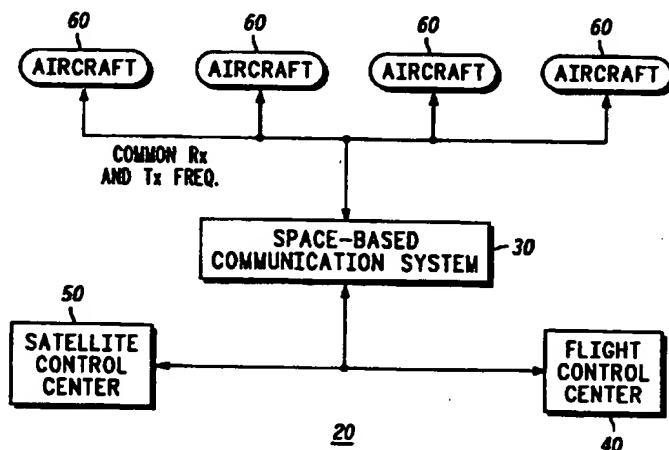 60 60 60 60
AIRCRAFT AIRCRAFT AIRCRAFT AIRCRAFT
COMMON Rx
AND Tx FREQ.
SPACE-BASED
COMMUNICATION SYSTEM
30
50
SATELLITE
CONTROL
CENTER
FLIGHT
CONTROL
CENTER
20
40